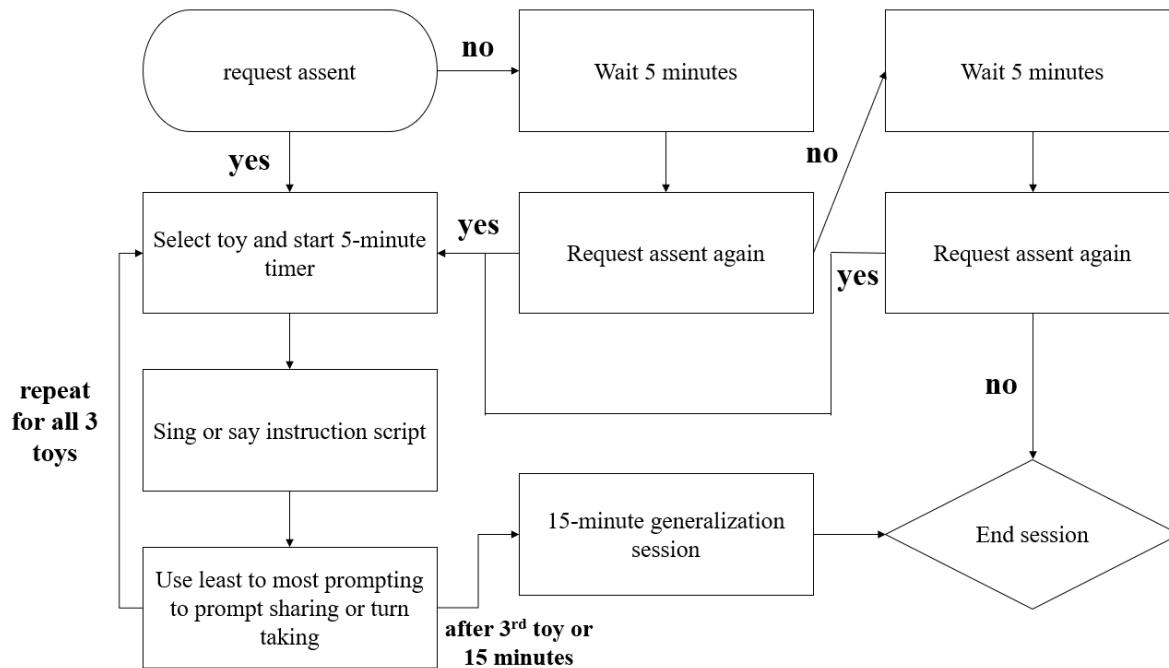 request assent
no
Wait 5 minutes
Wait 5 minutes
yes
no
Select toy and start 5-minute
timer
yes
Request assent again
yes
Request assent again
repeat
for all 3
toys
Sing or say instruction script
no
Use least to most prompting
to prompt sharing or turn
taking
after 3rd toy or
15 minutes
15-minute generalization
session
End session